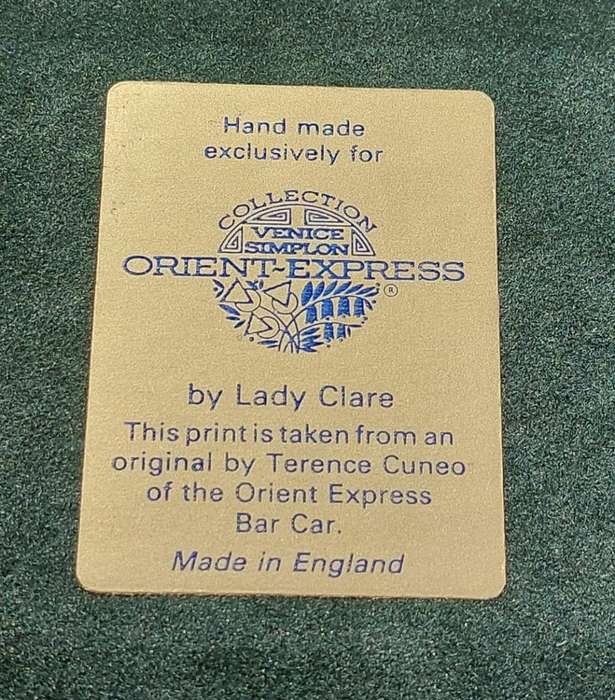 Hand made
exclusively for
COLLECTION
VENICE
SIMPLON
ORIENT-EXPRESS
®
by Lady Clare
This print is taken from an
original by Terence Cuneo
of the Orient Express
Bar Car.
Made in England